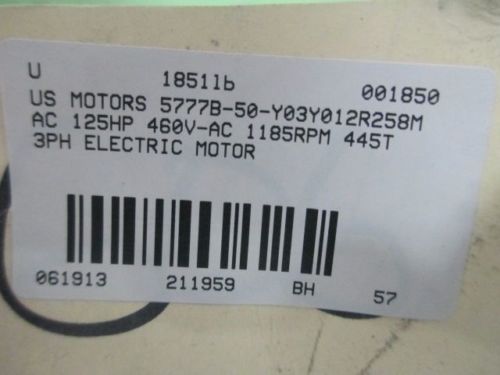 U 1851lb 001850
US MOTORS 5777B-50-Y03Y012R258M
AC 125HP 460V-AC 1185RPM 445T
3PH ELECTRIC MOTOR
061913 211959 BH 57